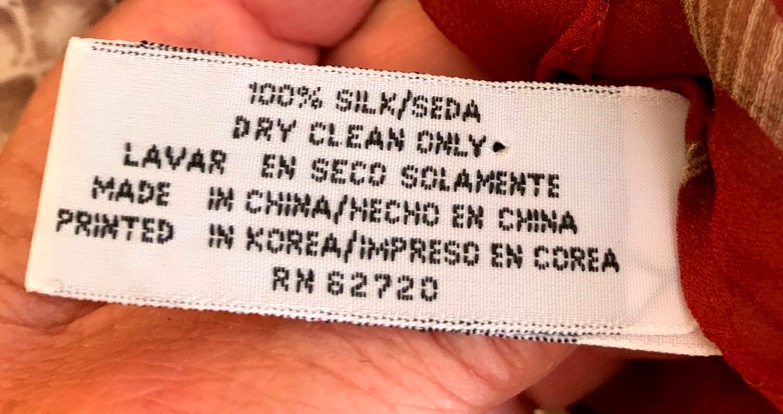 100% SILK/SEDA
DRY CLEAN ONLY
LAVAR EN SECO SOLAMENTE
MADE IN CHINA/HECHO EN CHINA
PRINTED IN KOREA/IMPRESO EN COREA
RN 62720